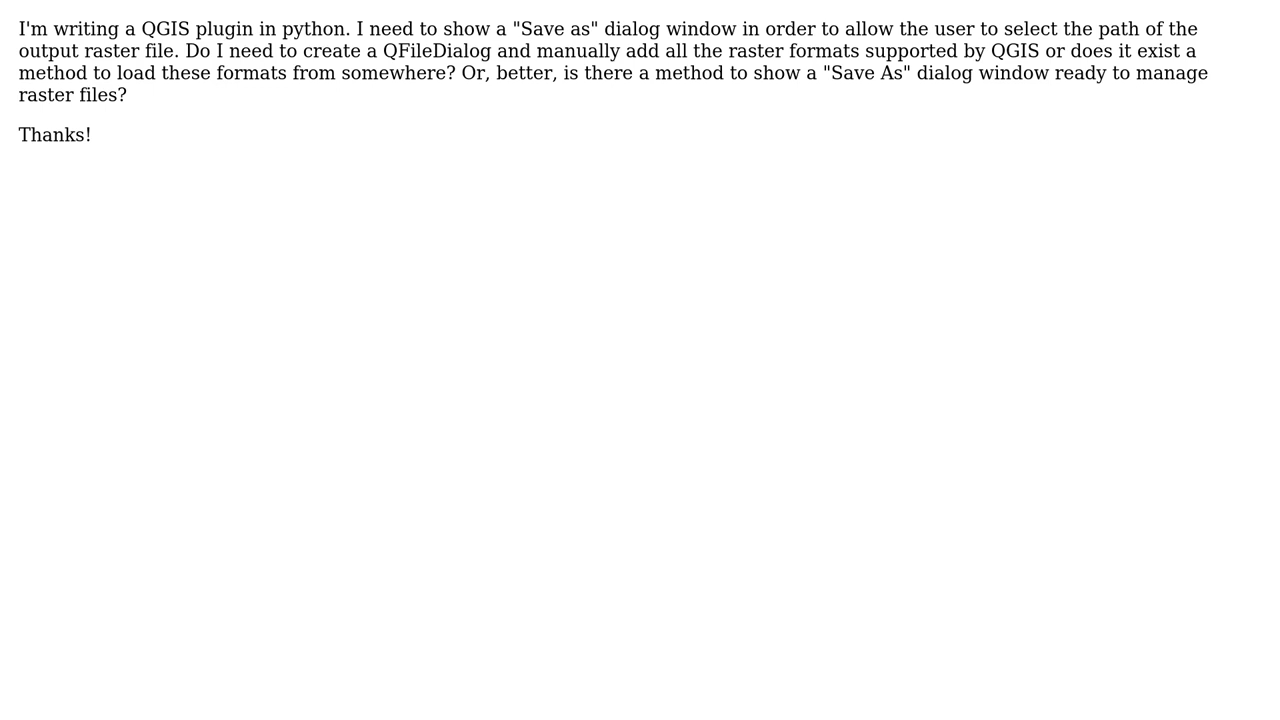 I'm writing a QGIS plugin in python. I need to show a "Save as" dialog window in order to allow the user to select the path of the
output raster file. Do I need to create a QFileDialog and manually add all the raster formats supported by QGIS or does it exist a
method to load these formats from somewhere? Or, better, is there a method to show a "Save As" dialog window ready to manage
raster files?
Thanks!